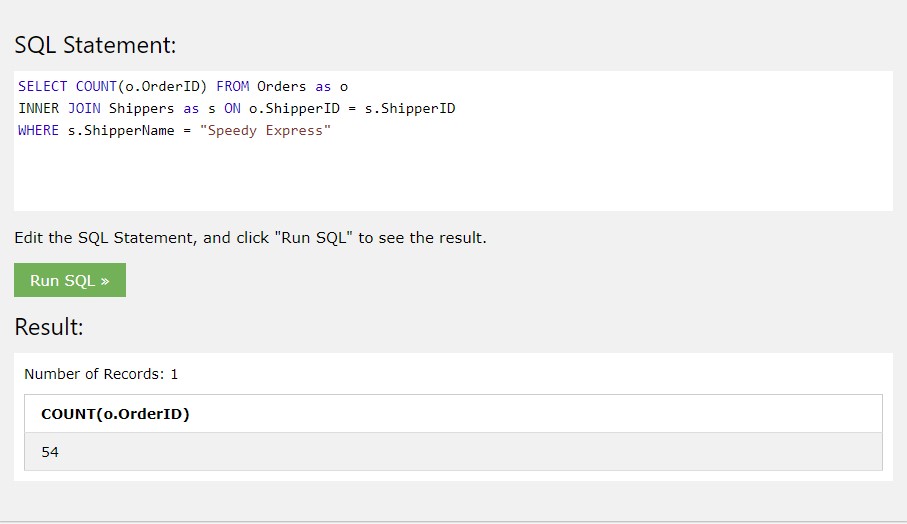 SQL Statement:
SELECT COUNT(o.OrderID) FROM Orders as o
INNER JOIN Shippers as s ON o.ShipperID = s.ShipperID
WHERE s.ShipperName = "Speedy Express"
Edit the SQL Statement, and click "Run SQL" to see the result.
Run SQL »
Result:
Number of Records: 1
COUNT(o.OrderID)
54